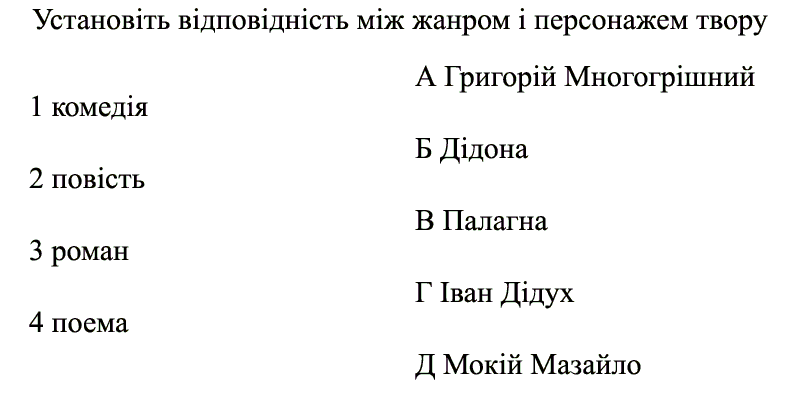 Установіть відповідність між жанром і персонажем твору
А Григорій Многогрішний
1 комедія
Б Дідона
2 повість
В Палагна
3 роман
Г Іван Дідух
4 поема
Д Мокій Мазайло